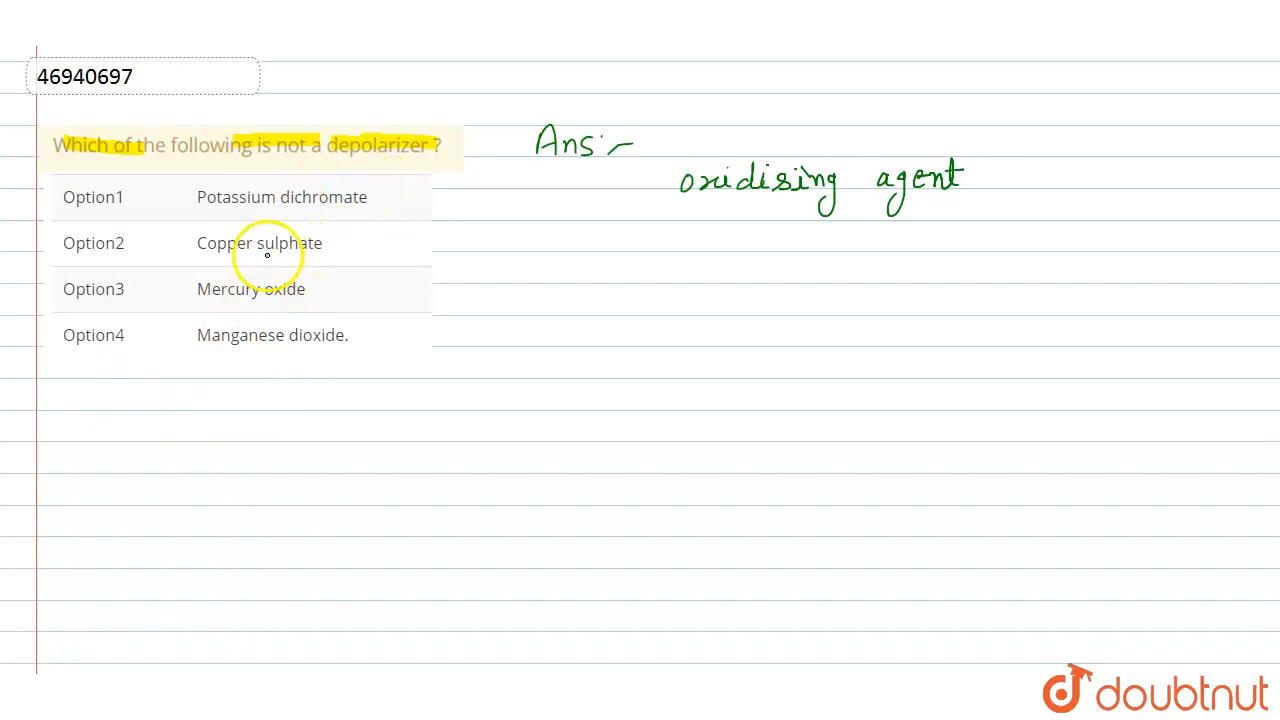 46940697
Which of the following is not a depolarizer ?
Ans:-
oxidising agent
Option1 Potassium dichromate
Option2 Copper sulphate
Option3 Mercury oxide
Option4 Manganese dioxide.
doubtnut